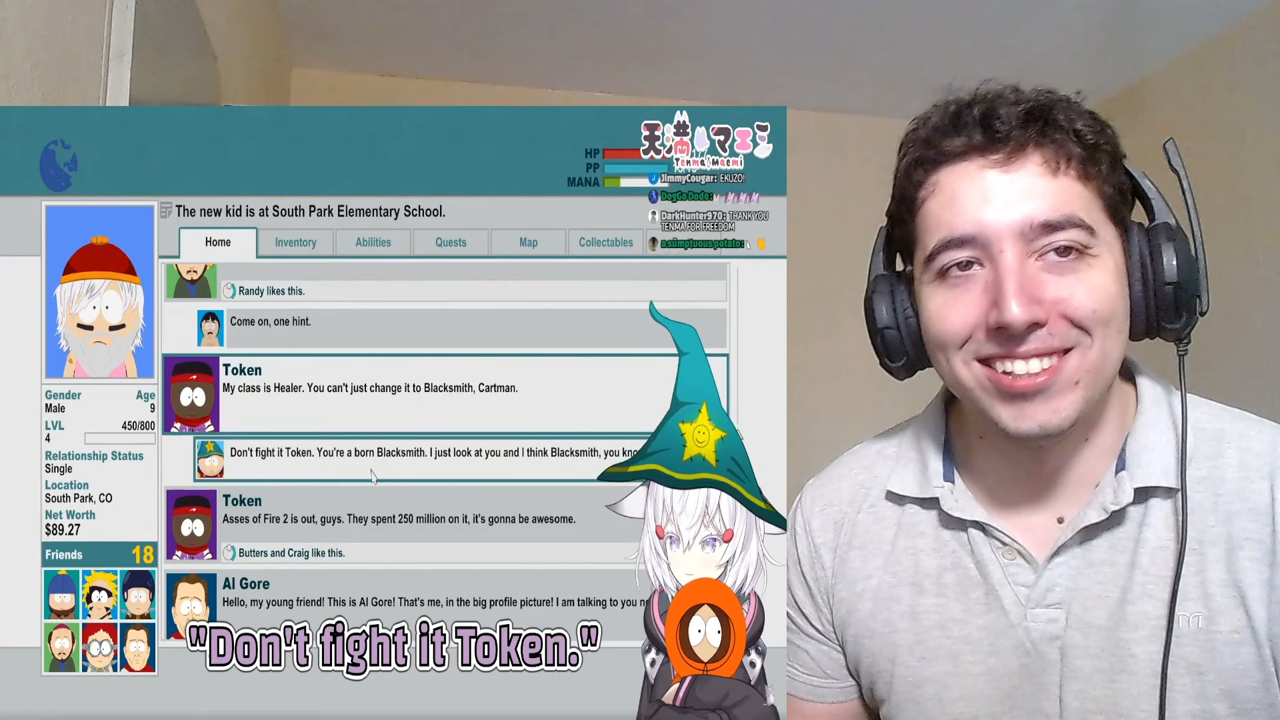 天満マエミ
Tenma Maemi
HP
PP
MANA
JimmyCougar: EKUZO!
DogGoDodo:
DarkHunter970: THANK YOU
TENMA FOR FREEDOM
a sumptuous potato:
The new kid is at South Park Elementary School.
Home
Inventory
Abilities
Quests
Map
Collectables
Randy likes this.
Come on, one hint.
Token
My class is Healer. You can't just change it to Blacksmith, Cartman.
Don't fight it Token. You're a born Blacksmith. I just look at you and I think Blacksmith, you kno
Token
Asses of Fire 2 is out, guys. They spent 250 million on it, it's gonna be awesome.
Butters and Craig like this.
Al Gore
Hello, my young friend! This is Al Gore! That's me, in the big profile picture! I am talking to you n
Gender Age
Male 9
LVL 450/800
4
Relationship Status
Single
Location
South Park, CO
Net Worth
$89.27
Friends 18
"Don't fight it Token."